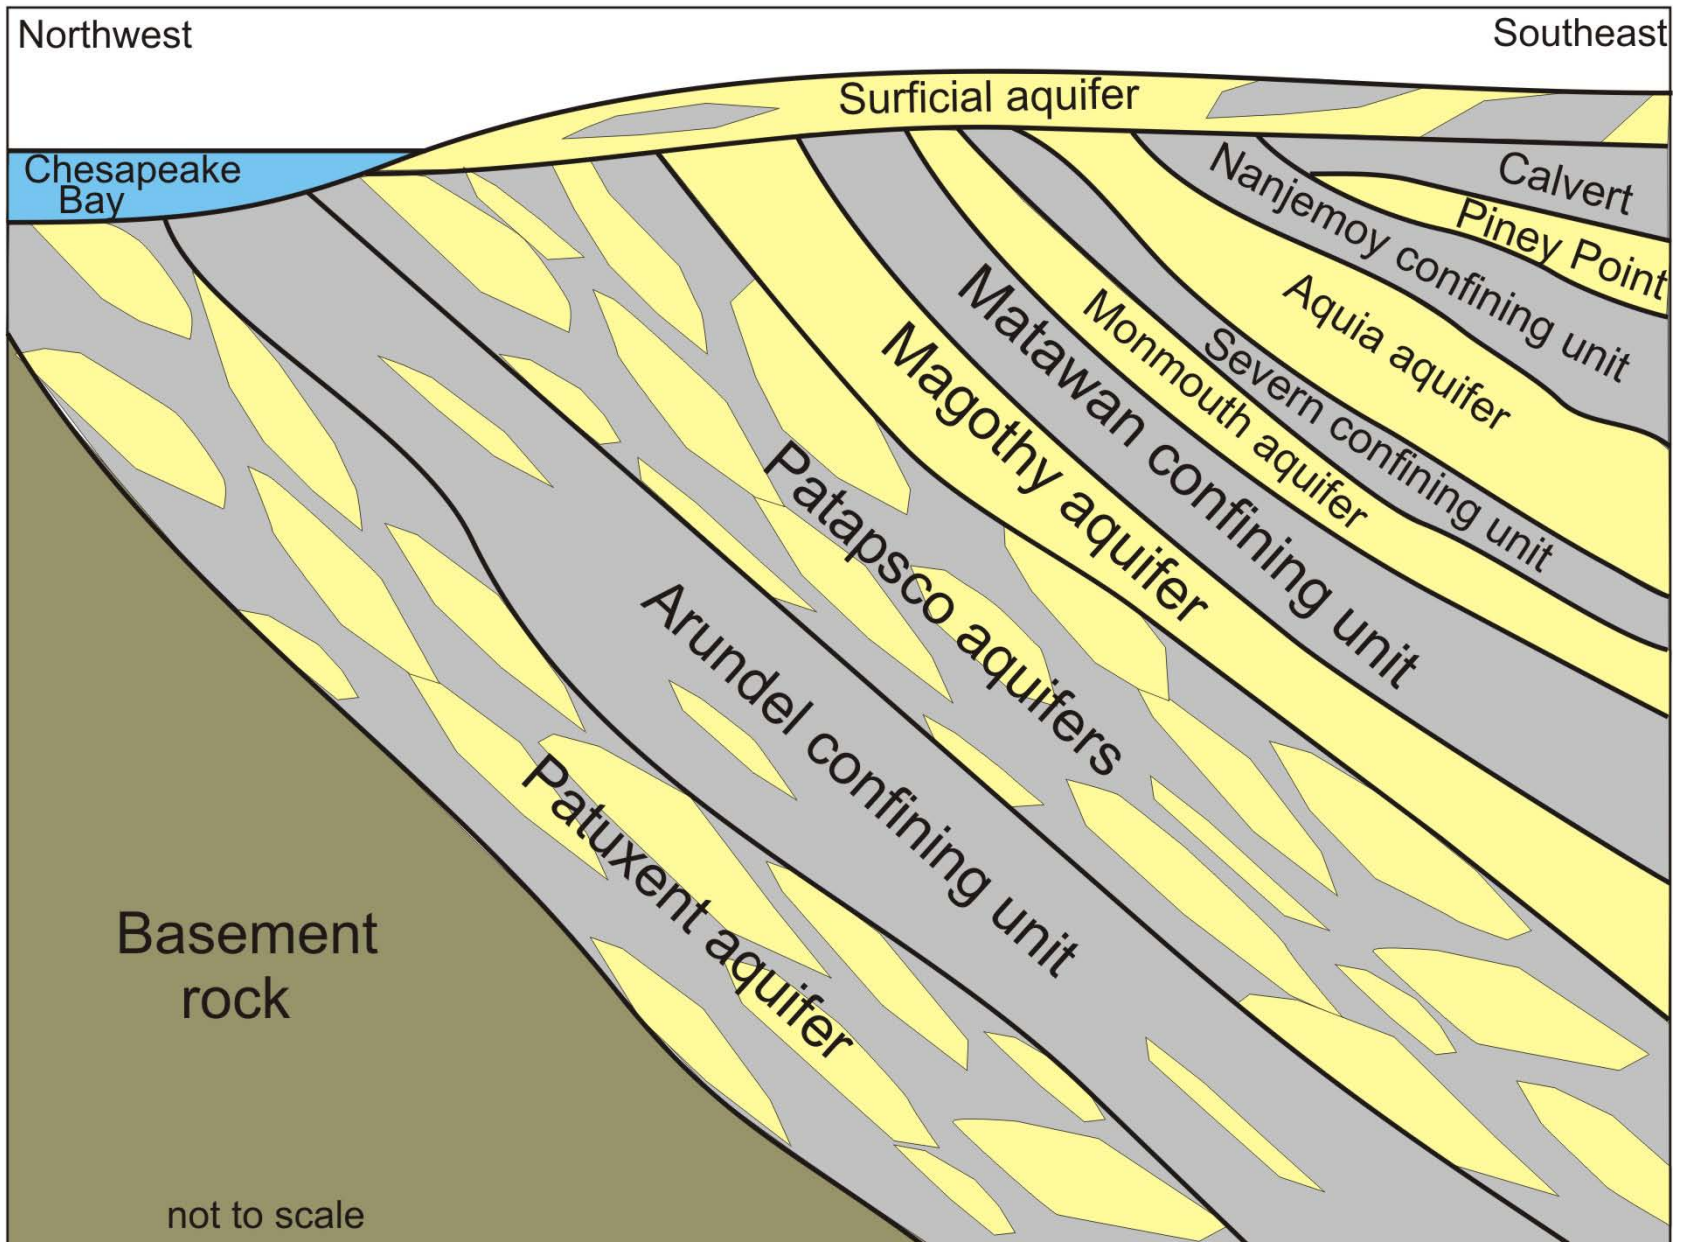 Northwest
Southeast
Surficial aquifer
Chesapeake
Bay
Calvert
Piney Point
Nanjemoy confining unit
Aquia aquifer
Severn confining unit
Monmouth aquifer
Matawan confining unit
Magothy aquifer
Patapsco aquifers
Arundel confining unit
Patuxent aquifer
Basement
rock
not to scale